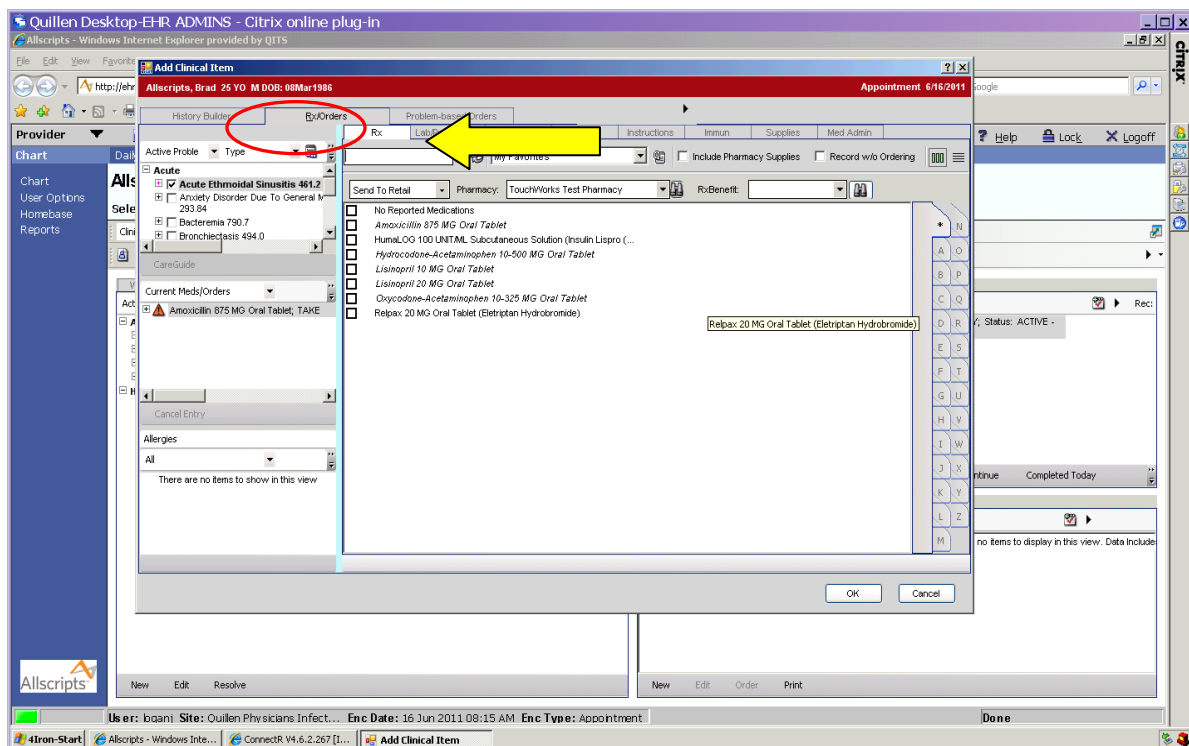 Quillen Desktop-EHR ADMINS - Citrix online plug-in
Allscripts - Windows Internet Explorer provided by QITS
CITRIX
File Edit View Favorite
http://ehr
Google
Add Clinical Item
Allscripts, Brad 25 YO M DOB: 08Mar1986 Appointment 6/16/2011
History Builder Rx/Orders Problem-based Orders
Rx Instructions Immun Supplies Med Admin
Provider
Help Lock Logoff
Chart
Chart
User Options
Homebase
Reports
Active Proble Type
My Favorites Include Pharmacy Supplies Record w/o Ordering
Acute
Acute Ethmoidal Sinusitis 461.2
Anxiety Disorder Due To General M
293.84
Bacteremia 790.7
Bronchiectasis 494.0
CareGuide
Send To Retail Pharmacy: TouchWorks Test Pharmacy RxBenefit:
No Reported Medications
Amoxicillin 875 MG Oral Tablet
HumaLOG 100 UNIT/ML Subcutaneous Solution (Insulin Lispro (...
Hydrocodone-Acetaminophen 10-500 MG Oral Tablet
Lisinopril 10 MG Oral Tablet
Lisinopril 20 MG Oral Tablet
Oxycodone-Acetaminophen 10-325 MG Oral Tablet
Relpax 20 MG Oral Tablet (Eletriptan Hydrobromide)
Relpax 20 MG Oral Tablet (Eletriptan Hydrobromide)
* N
A O
B P
C Q
D R
E S
F T
G U
H V
I W
J X
K Y
L Z
M
Current Meds/Orders
Amoxicillin 875 MG Oral Tablet; TAKE
Cancel Entry
Allergies
All
There are no items to show in this view
Rec:
Status: ACTIVE -
Completed Today
no items to display in this view. Data Include
OK Cancel
Allscripts
New Edit Resolve
New Edit Order Print
User: loganj Site: Quillen Physicians Infect... Enc Date: 16 Jun 2011 08:15 AM Enc Type: Appointment Done
4Iron-Start Allscripts - Windows Inte... ConnectR V4.6.2.267 [I... Add Clinical Item